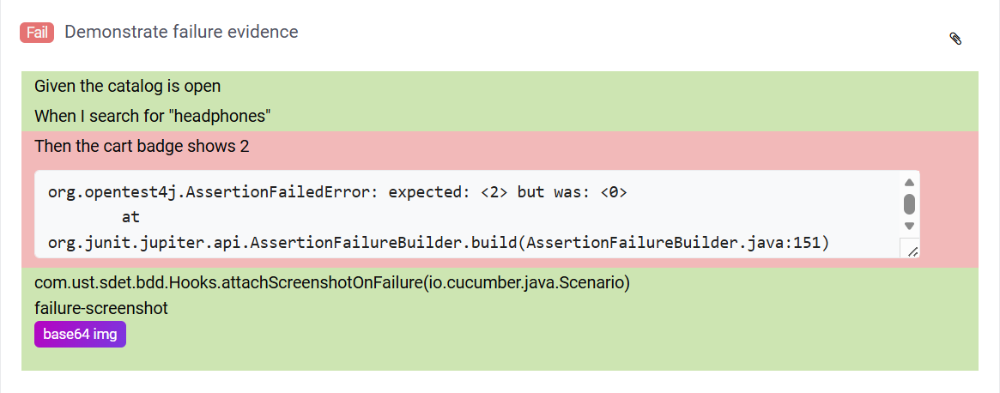 Fail Demonstrate failure evidence
Given the catalog is open
When I search for "headphones"
Then the cart badge shows 2
org.opentest4j.AssertionFailedError: expected: <2> but was: <0>
at
org.junit.jupiter.api.AssertionFailureBuilder.build(AssertionFailureBuilder.java:151)
com.ust.sdet.bdd.Hooks.attachScreenshotOnFailure(io.cucumber.java.Scenario)
failure-screenshot
base64 img